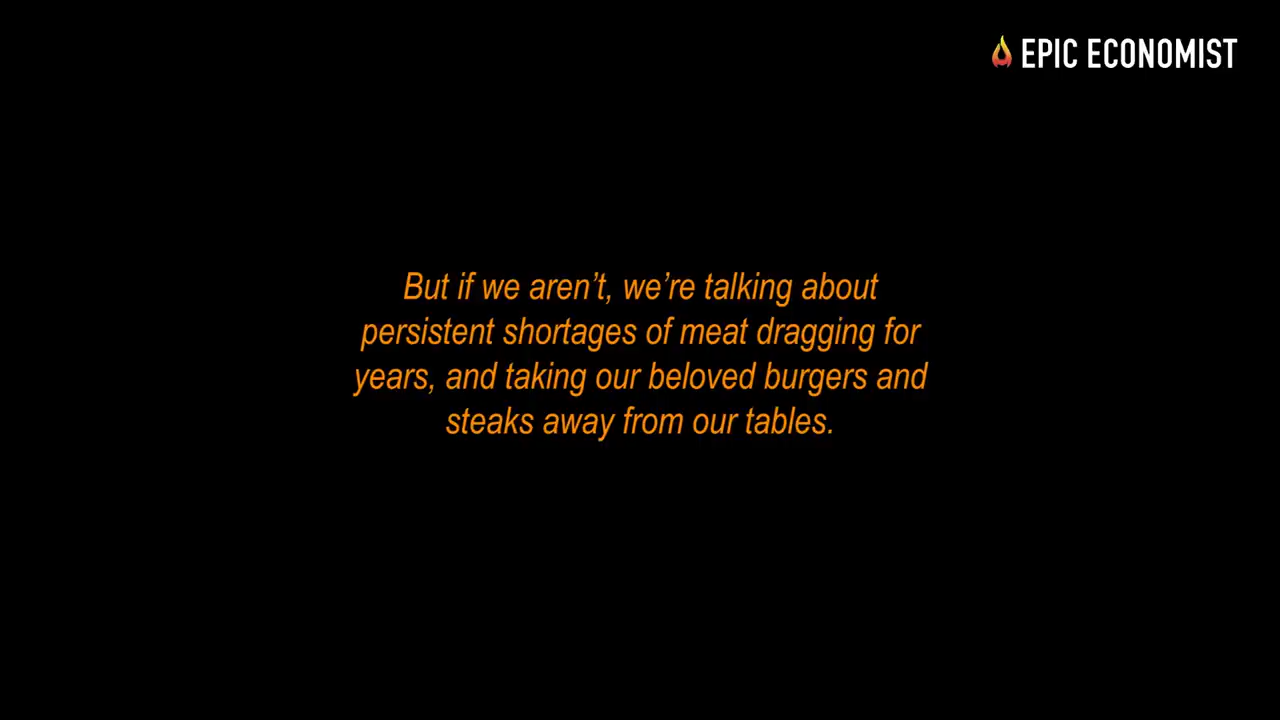 EPIC ECONOMIST
But if we aren’t, we’re talking about
persistent shortages of meat dragging for
years, and taking our beloved burgers and
steaks away from our tables.